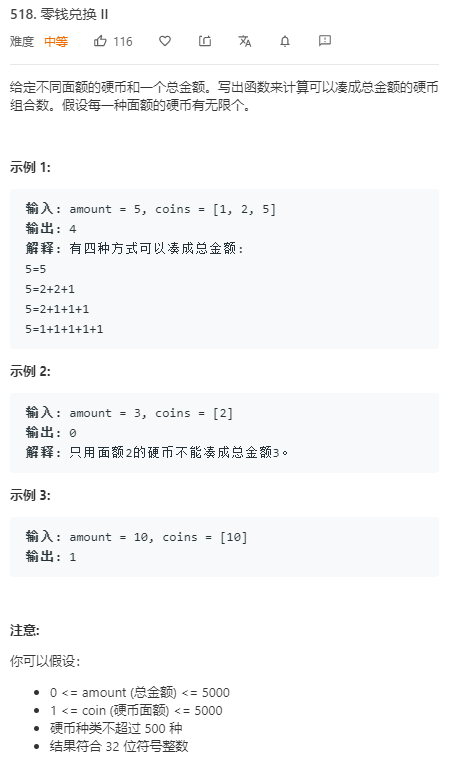 518. 零钱兑换 II
难度 中等 116
给定不同面额的硬币和一个总金额。写出函数来计算可以凑成总金额的硬币
组合数。假设每一种面额的硬币有无限个。
示例 1:
输入: amount = 5, coins = [1, 2, 5]
输出: 4
解释: 有四种方式可以凑成总金额:
5=5
5=2+2+1
5=2+1+1+1
5=1+1+1+1+1
示例 2:
输入: amount = 3, coins = [2]
输出: 0
解释: 只用面额2的硬币不能凑成总金额3。
示例 3:
输入: amount = 10, coins = [10]
输出: 1
注意:
你可以假设:
• 0 <= amount (总金额) <= 5000
• 1 <= coin (硬币面额) <= 5000
• 硬币种类不超过 500 种
• 结果符合 32 位符号整数